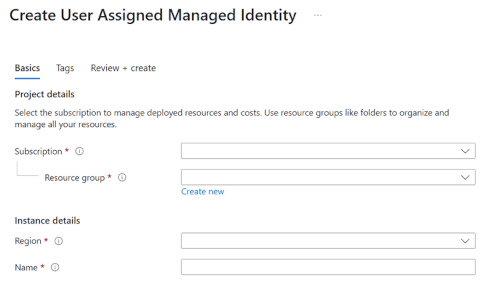 Create User Assigned Managed Identity ...
Basics Tags Review + create
Project details
Select the subscription to manage deployed resources and costs. Use resource groups like folders to organize and
manage all your resources.
Subscription *
Resource group *
Create new
Instance details
Region *
Name *